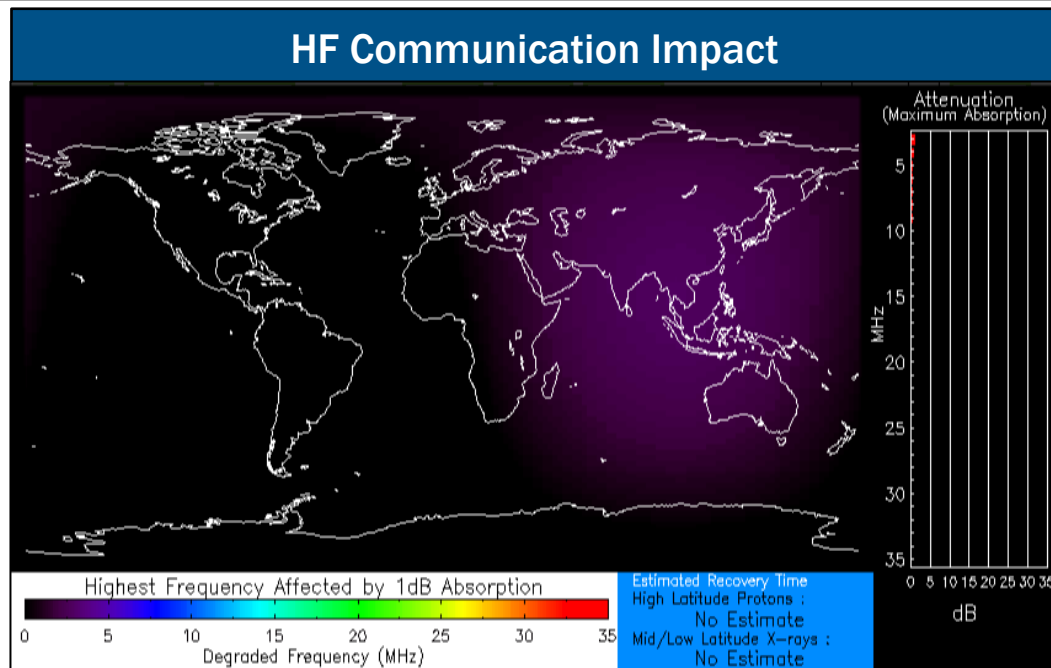 HF Communication Impact
Attenuation
(Maximum Absorption)
5
10
15
20
25
30
35
MHz
0 5 10 15 20 25 30 35
dB
Highest Frequency Affected by 1dB Absorption
0 5 10 15 20 25 30 35
Degraded Frequency (MHz)
Estimated Recovery Time
High Latitude Protons :
No Estimate
Mid/Low Latitude X-rays :
No Estimate